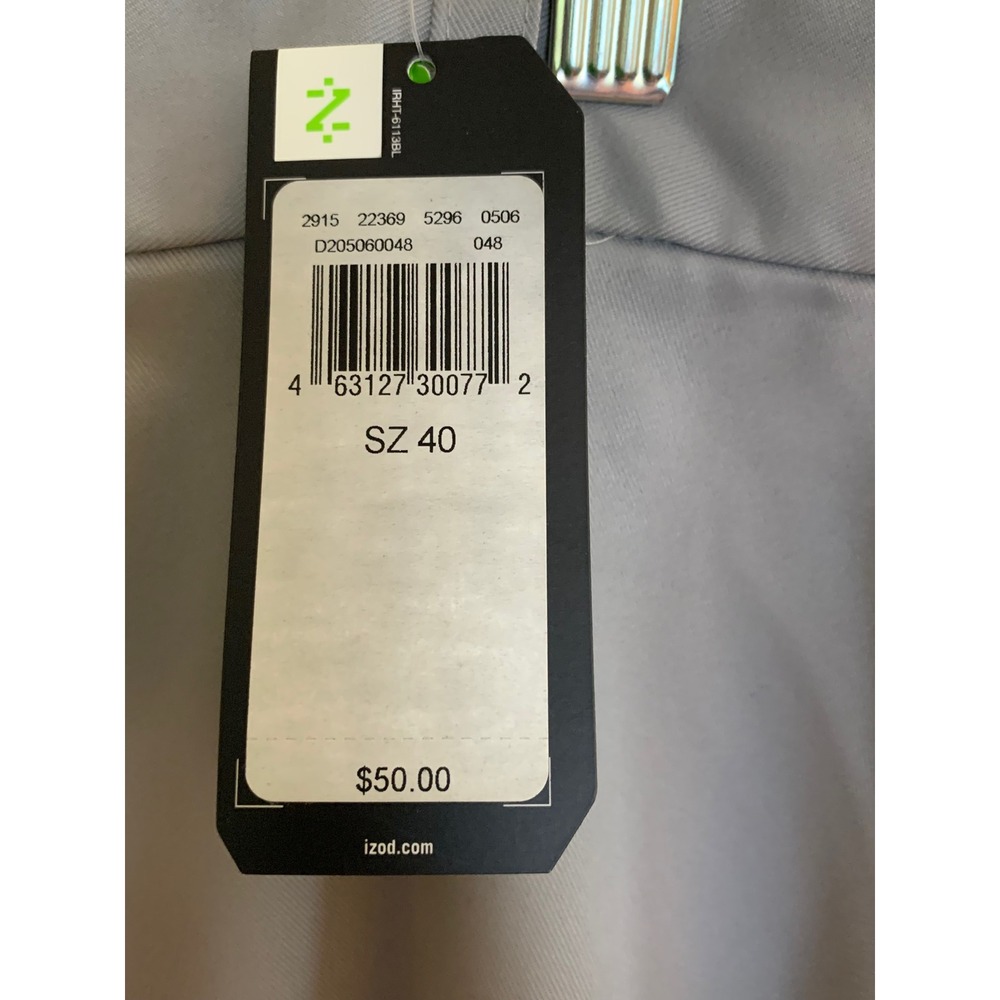 IRHT-6113BL
2915 22369 5296 0506
D205060048 048
4 63127 30077 2
SZ 40
$50.00
izod.com